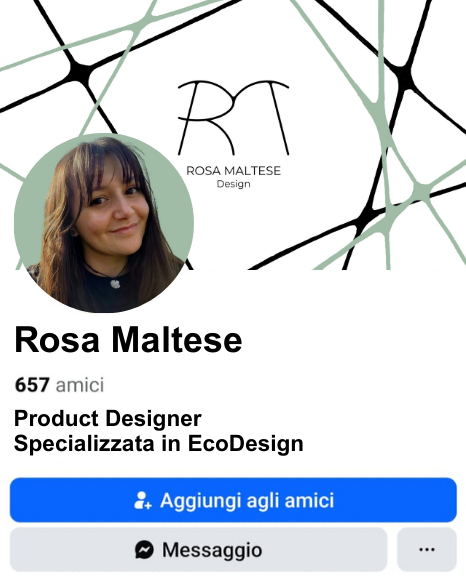 RT
ROSA MALTESE
Design
Rosa Maltese
657 amici
Product Designer
Specializzata in EcoDesign
Aggiungi agli amici
Messaggio